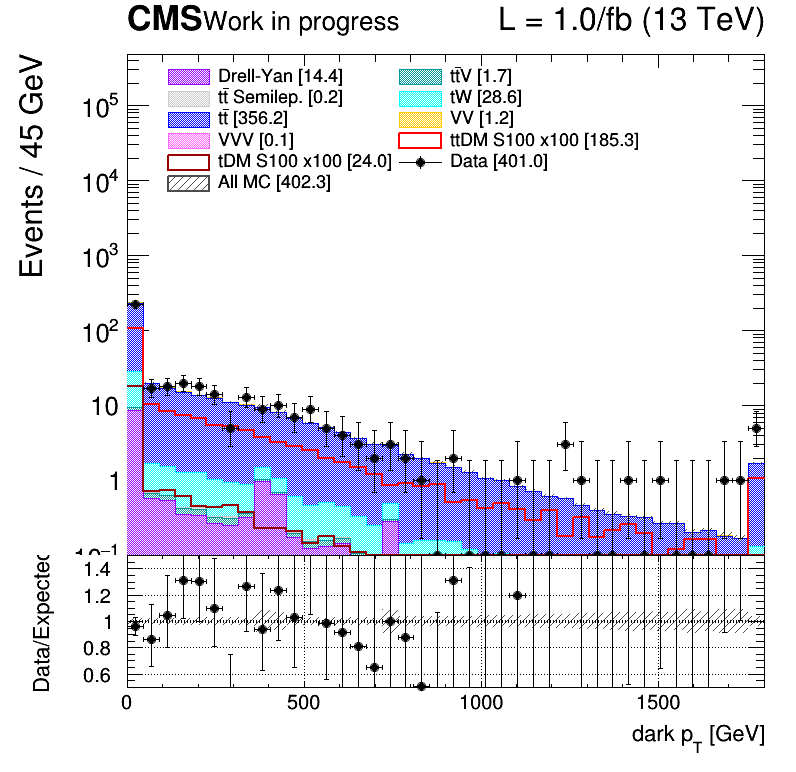 CMS Work in progress L = 1.0/fb (13 TeV)
Events / 45 GeV
Drell-Yan [14.4] tt̄V [1.7]
tt̄ Semilep. [0.2] tW [28.6]
tt̄ [356.2] VV [1.2]
VVV [0.1] ttDM S100 x100 [185.3]
tDM S100 x100 [24.0] Data [401.0]
All MC [402.3]
10⁵
10⁴
10³
10²
10
1
10⁻¹
Data/Expected
1.4
1.2
1
0.8
0.6
0 500 1000 1500
dark p_T [GeV]